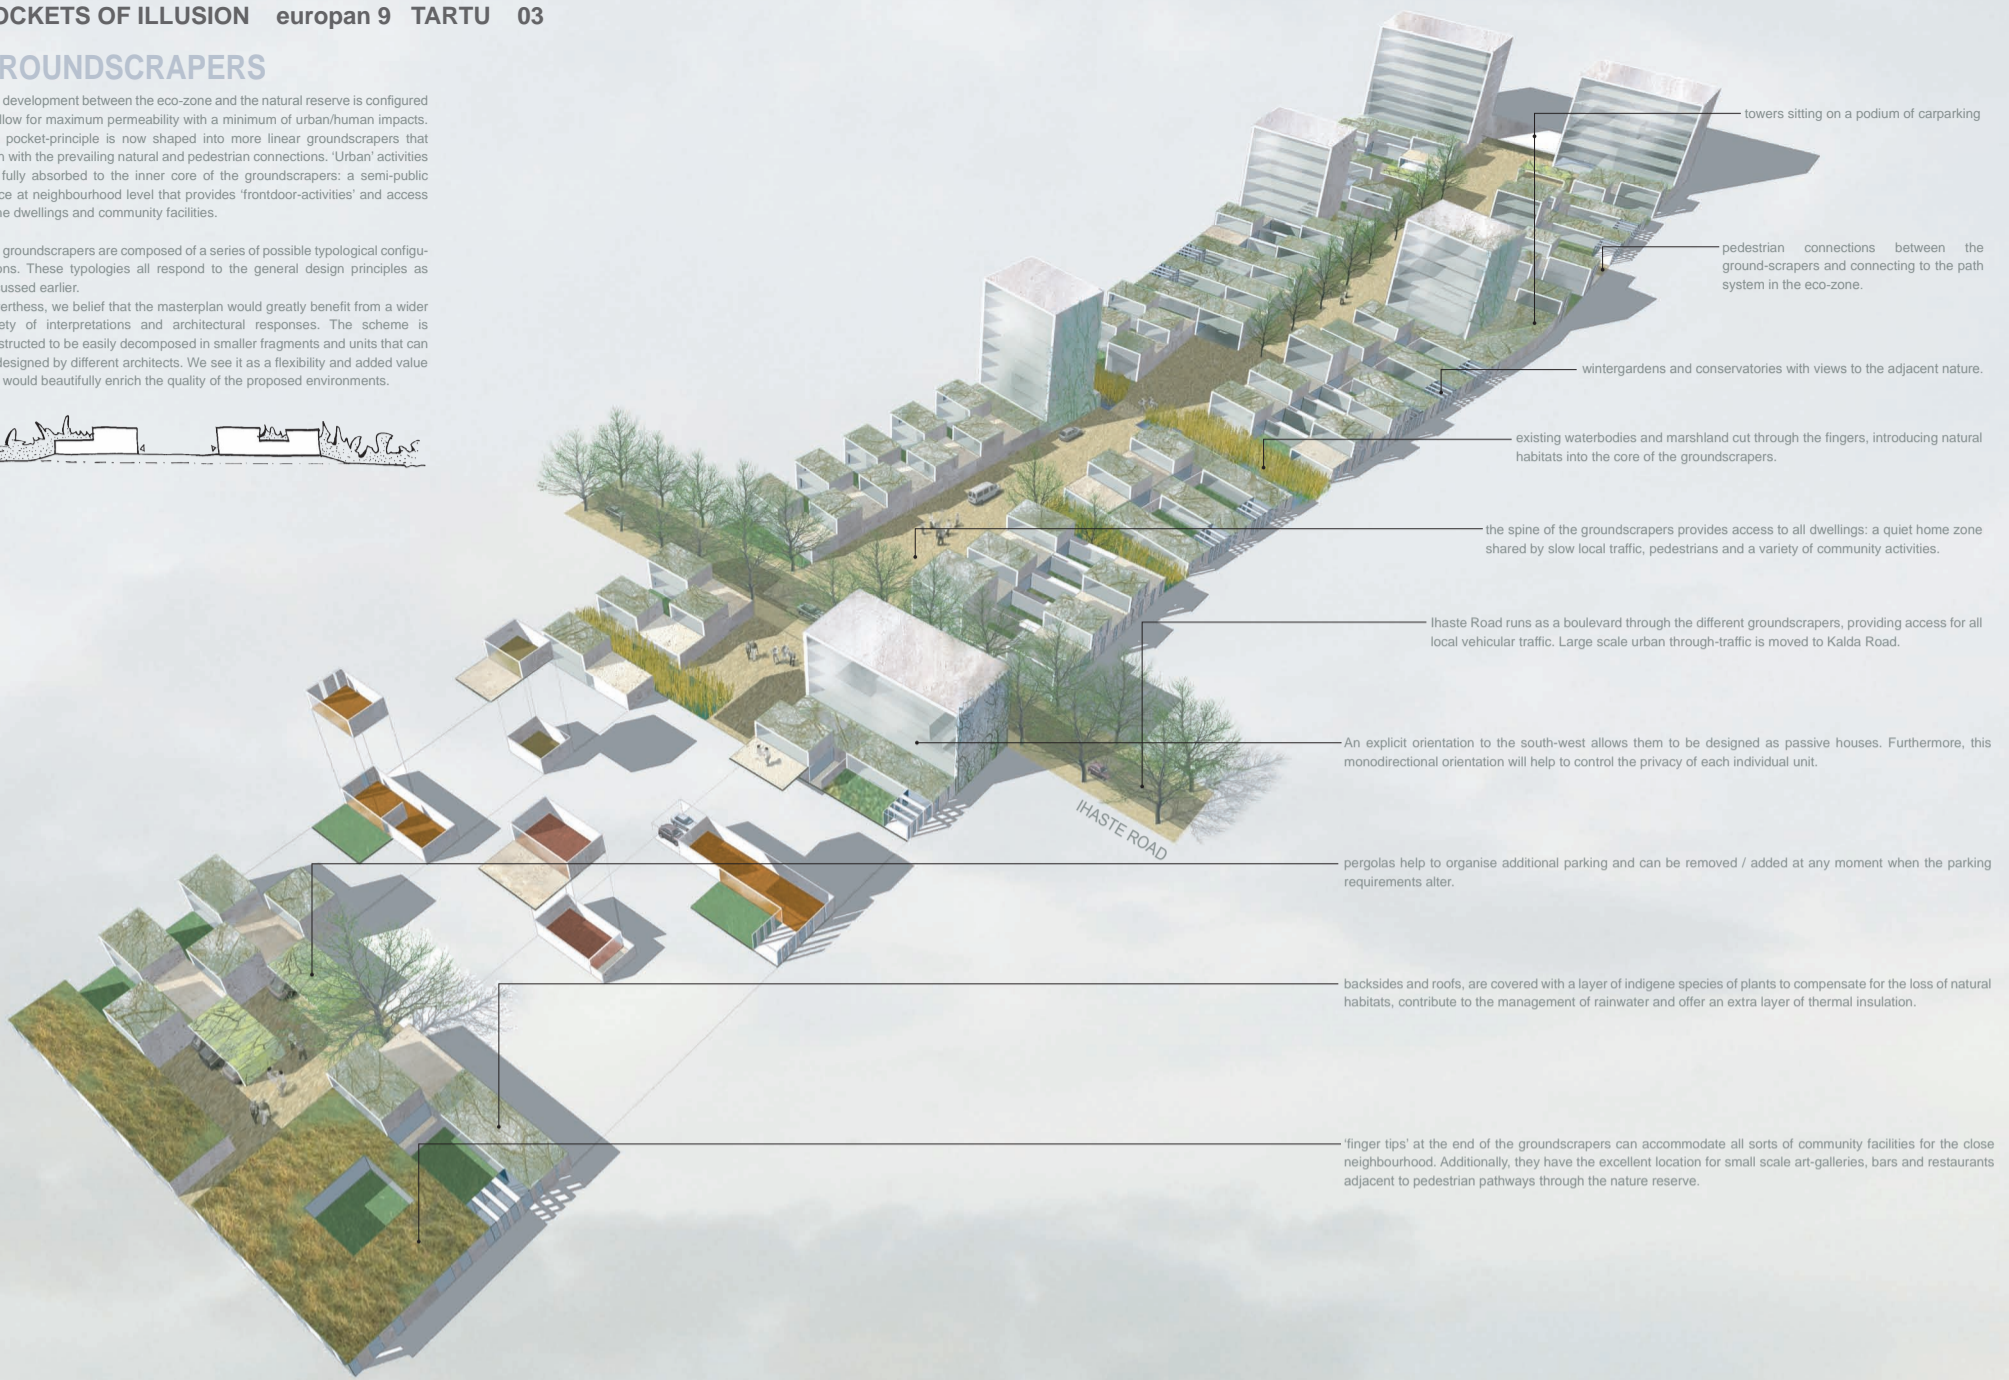 OCKETS OF ILLUSION europan 9 TARTU 03
ROUNDSCRAPERS
development between the eco-zone and the natural reserve is configured
llow for maximum permeability with a minimum of urban/human impacts.
pocket-principle is now shaped into more linear groundscrapers that
n with the prevailing natural and pedestrian connections. ‘Urban’ activities
fully absorbed to the inner core of the groundscrapers: a semi-public
ce at neighbourhood level that provides ‘frontdoor-activities’ and access
ne dwellings and community facilities.
groundscrapers are composed of a series of possible typological configu-
ons. These typologies all respond to the general design principles as
ussed earlier.
verthess, we belief that the masterplan would greatly benefit from a wider
ety of interpretations and architectural responses. The scheme is
structed to be easily decomposed in smaller fragments and units that can
designed by different architects. We see it as a flexibility and added value
would beautifully enrich the quality of the proposed environments.
towers sitting on a podium of carparking
pedestrian connections between the
ground-scrapers and connecting to the path
system in the eco-zone.
wintergardens and conservatories with views to the adjacent nature.
existing waterbodies and marshland cut through the fingers, introducing natural
habitats into the core of the groundscrapers.
the spine of the groundscrapers provides access to all dwellings: a quiet home zone
shared by slow local traffic, pedestrians and a variety of community activities.
Ihaste Road runs as a boulevard through the different groundscrapers, providing access for all
local vehicular traffic. Large scale urban through-traffic is moved to Kalda Road.
An explicit orientation to the south-west allows them to be designed as passive houses. Furthermore, this
monodirectional orientation will help to control the privacy of each individual unit.
IHASTE ROAD
pergolas help to organise additional parking and can be removed / added at any moment when the parking
requirements alter.
backsides and roofs, are covered with a layer of indigene species of plants to compensate for the loss of natural
habitats, contribute to the management of rainwater and offer an extra layer of thermal insulation.
‘finger tips’ at the end of the groundscrapers can accommodate all sorts of community facilities for the close
neighbourhood. Additionally, they have the excellent location for small scale art-galleries, bars and restaurants
adjacent to pedestrian pathways through the nature reserve.